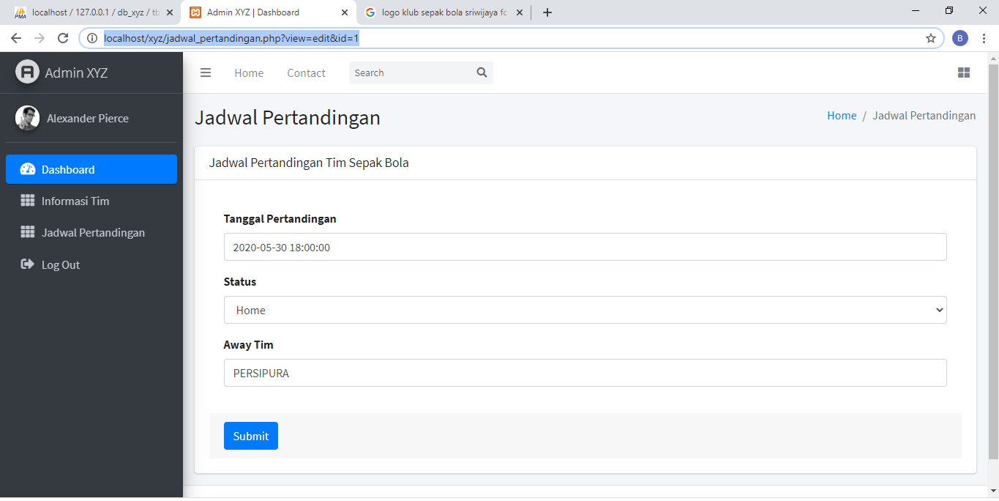 localhost / 127.0.0.1 / db_xyz / tb
Admin XYZ | Dashboard
logo klub sepak bola sriwijaya fc
localhost/xyz/jadwal_pertandingan.php?view=edit&id=1
B
Admin XYZ
Home Contact Search
Alexander Pierce
Jadwal Pertandingan
Home / Jadwal Pertandingan
Dashboard
Informasi Tim
Jadwal Pertandingan
Log Out
Jadwal Pertandingan Tim Sepak Bola
Tanggal Pertandingan
2020-05-30 18:00:00
Status
Home
Away Tim
PERSIPURA
Submit